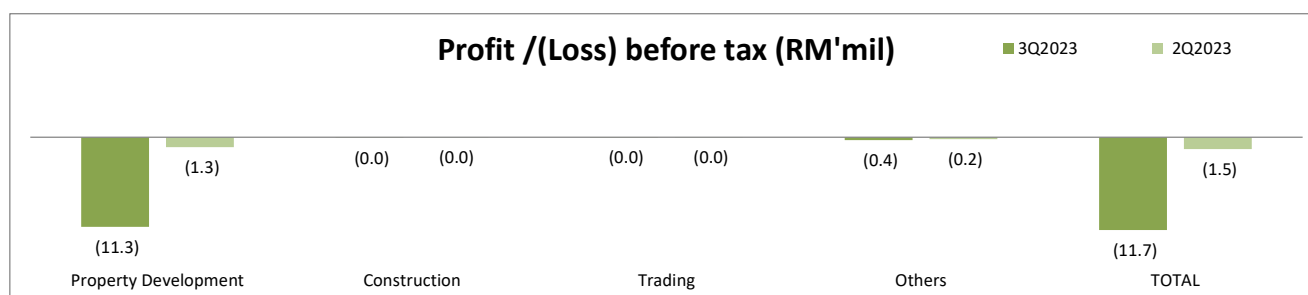 Profit /(Loss) before tax (RM'mil)
3Q2023
2Q2023
(11.3)
(1.3)
(0.0)
(0.0)
(0.0)
(0.0)
(0.4)
(0.2)
(11.7)
(1.5)
Property Development
Construction
Trading
Others
TOTAL